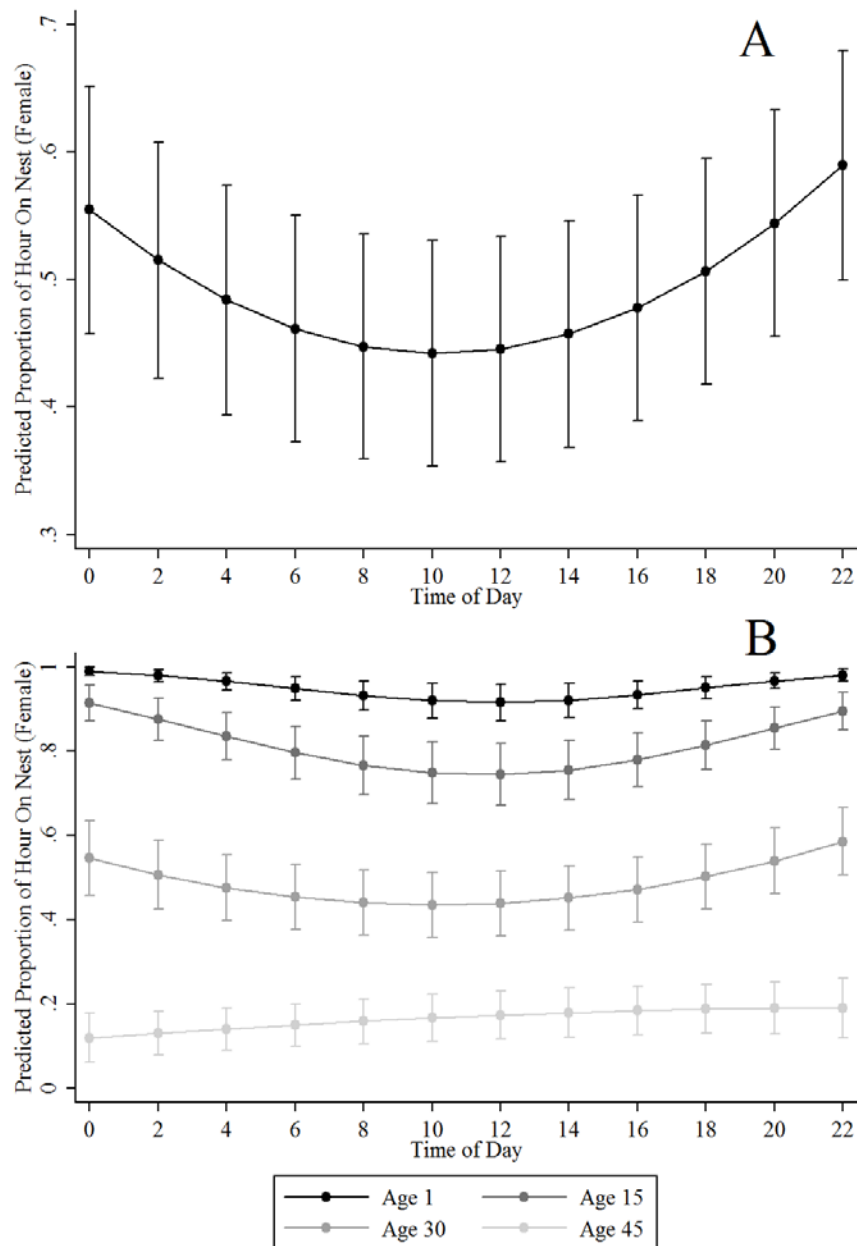 A
Predicted Proportion of Hour On Nest (Female)
.7
.6
.5
.4
.3
0 2 4 6 8 10 12 14 16 18 20 22
Time of Day
B
Predicted Proportion of Hour On Nest (Female)
1
.8
.6
.4
.2
0
0 2 4 6 8 10 12 14 16 18 20 22
Time of Day
Age 1 Age 15
Age 30 Age 45